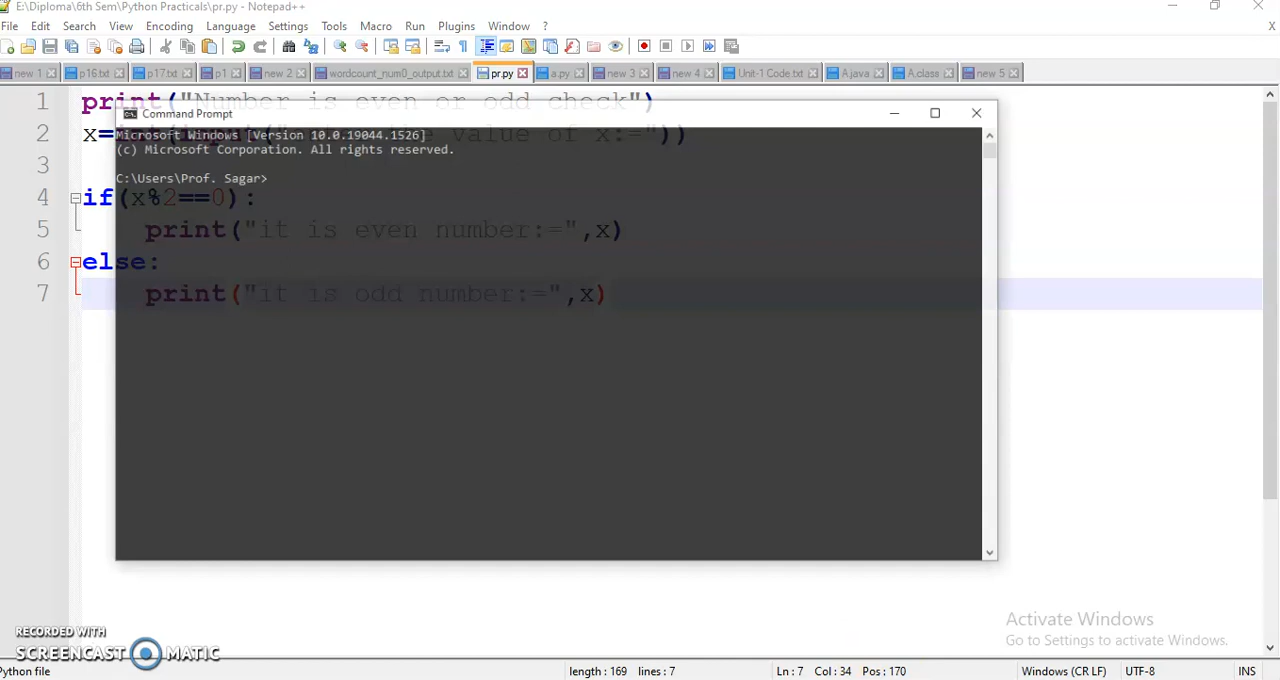 E:\Diploma\6th Sem\Python Practicals\pr.py - Notepad++
File Edit Search View Encoding Language Settings Tools Macro Run Plugins Window ?
X
new 1 p16.txt p17.txt p1 new 2 wordcount_num0_output.txt pr.py a.py new 3 new 4 Unit-1 Code.txt A.java A.class new 5
1 print("Number is even or odd check")
Command Prompt
Microsoft Windows [Version 10.0.19044.1526]
2 x= value of x:="))
(c) Microsoft Corporation. All rights reserved.
3
C:\Users\Prof. Sagar>
4 if(x%2==0):
5 print("it is even number:=",x)
6 else:
7 print("it is odd number:=",x)
Activate Windows
Go to Settings to activate Windows.
RECORDED WITH
SCREENCAST MATIC
Python file length : 169 lines : 7 Ln : 7 Col : 34 Pos : 170 Windows (CR LF) UTF-8 INS